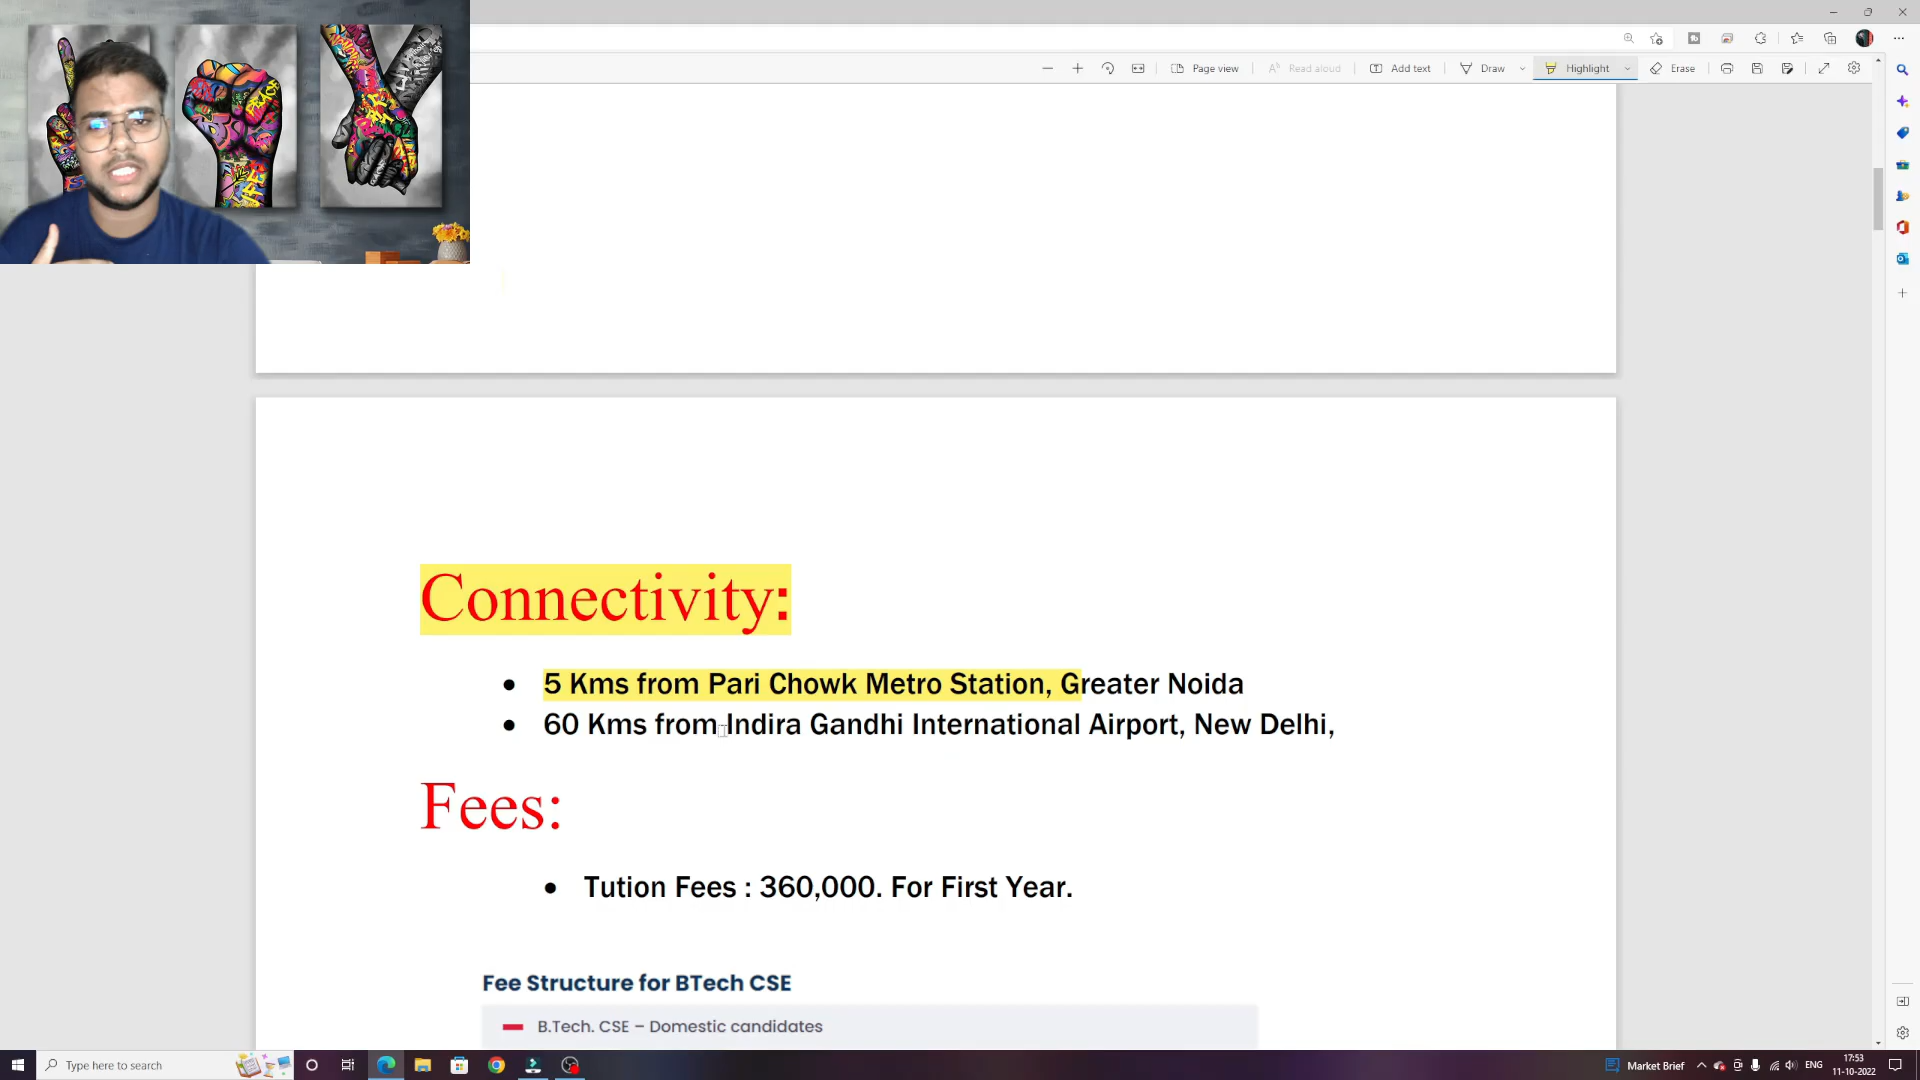 Page view
Read aloud
Add text
Draw
Highlight
Erase
PEACE
Connectivity:
• 5 Kms from Pari Chowk Metro Station, Greater Noida
• 60 Kms from Indira Gandhi International Airport, New Delhi,
Fees:
• Tution Fees : 360,000. For First Year.
Fee Structure for BTech CSE
B.Tech. CSE – Domestic candidates
Type here to search
Market Brief
ENG
17:53
11-10-2022